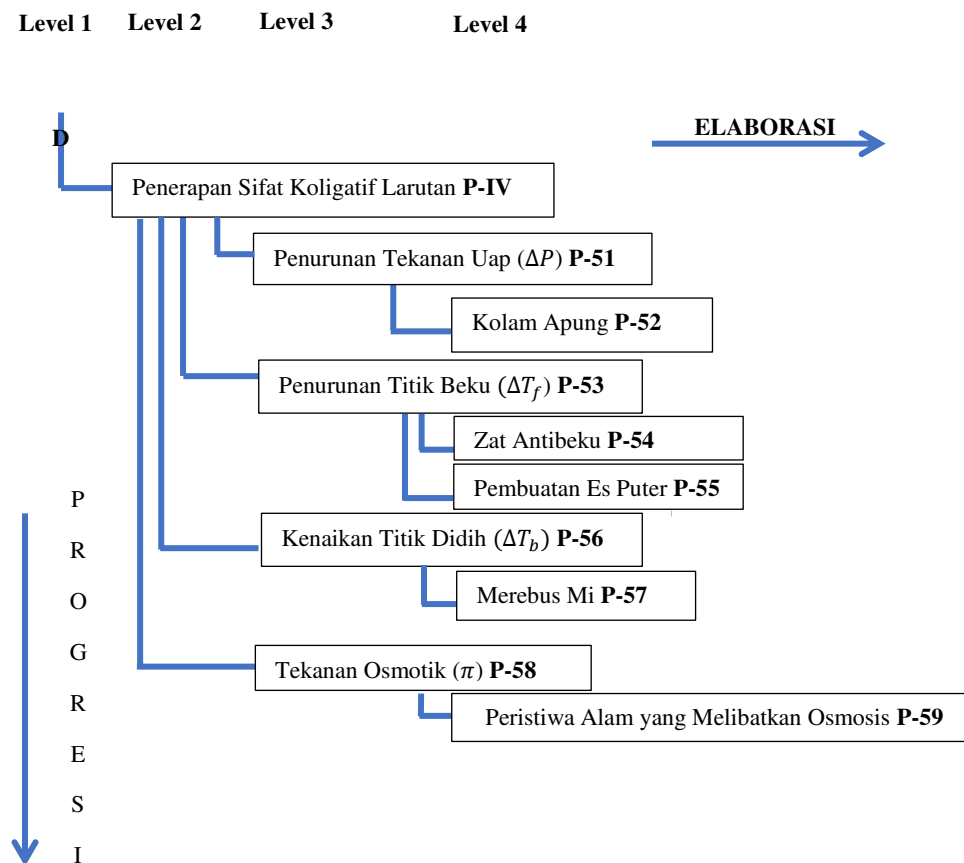 Level 1 Level 2 Level 3 Level 4
D
ELABORASI
Penerapan Sifat Koligatif Larutan P-IV
Penurunan Tekanan Uap (Δ𝑃) P-51
Kolam Apung P-52
Penurunan Titik Beku (Δ𝑇𝑓) P-53
Zat Antibeku P-54
Pembuatan Es Puter P-55
Kenaikan Titik Didih (Δ𝑇𝑏) P-56
Merebus Mi P-57
Tekanan Osmotik (𝜋) P-58
Peristiwa Alam yang Melibatkan Osmosis P-59
P
R
O
G
R
E
S
I